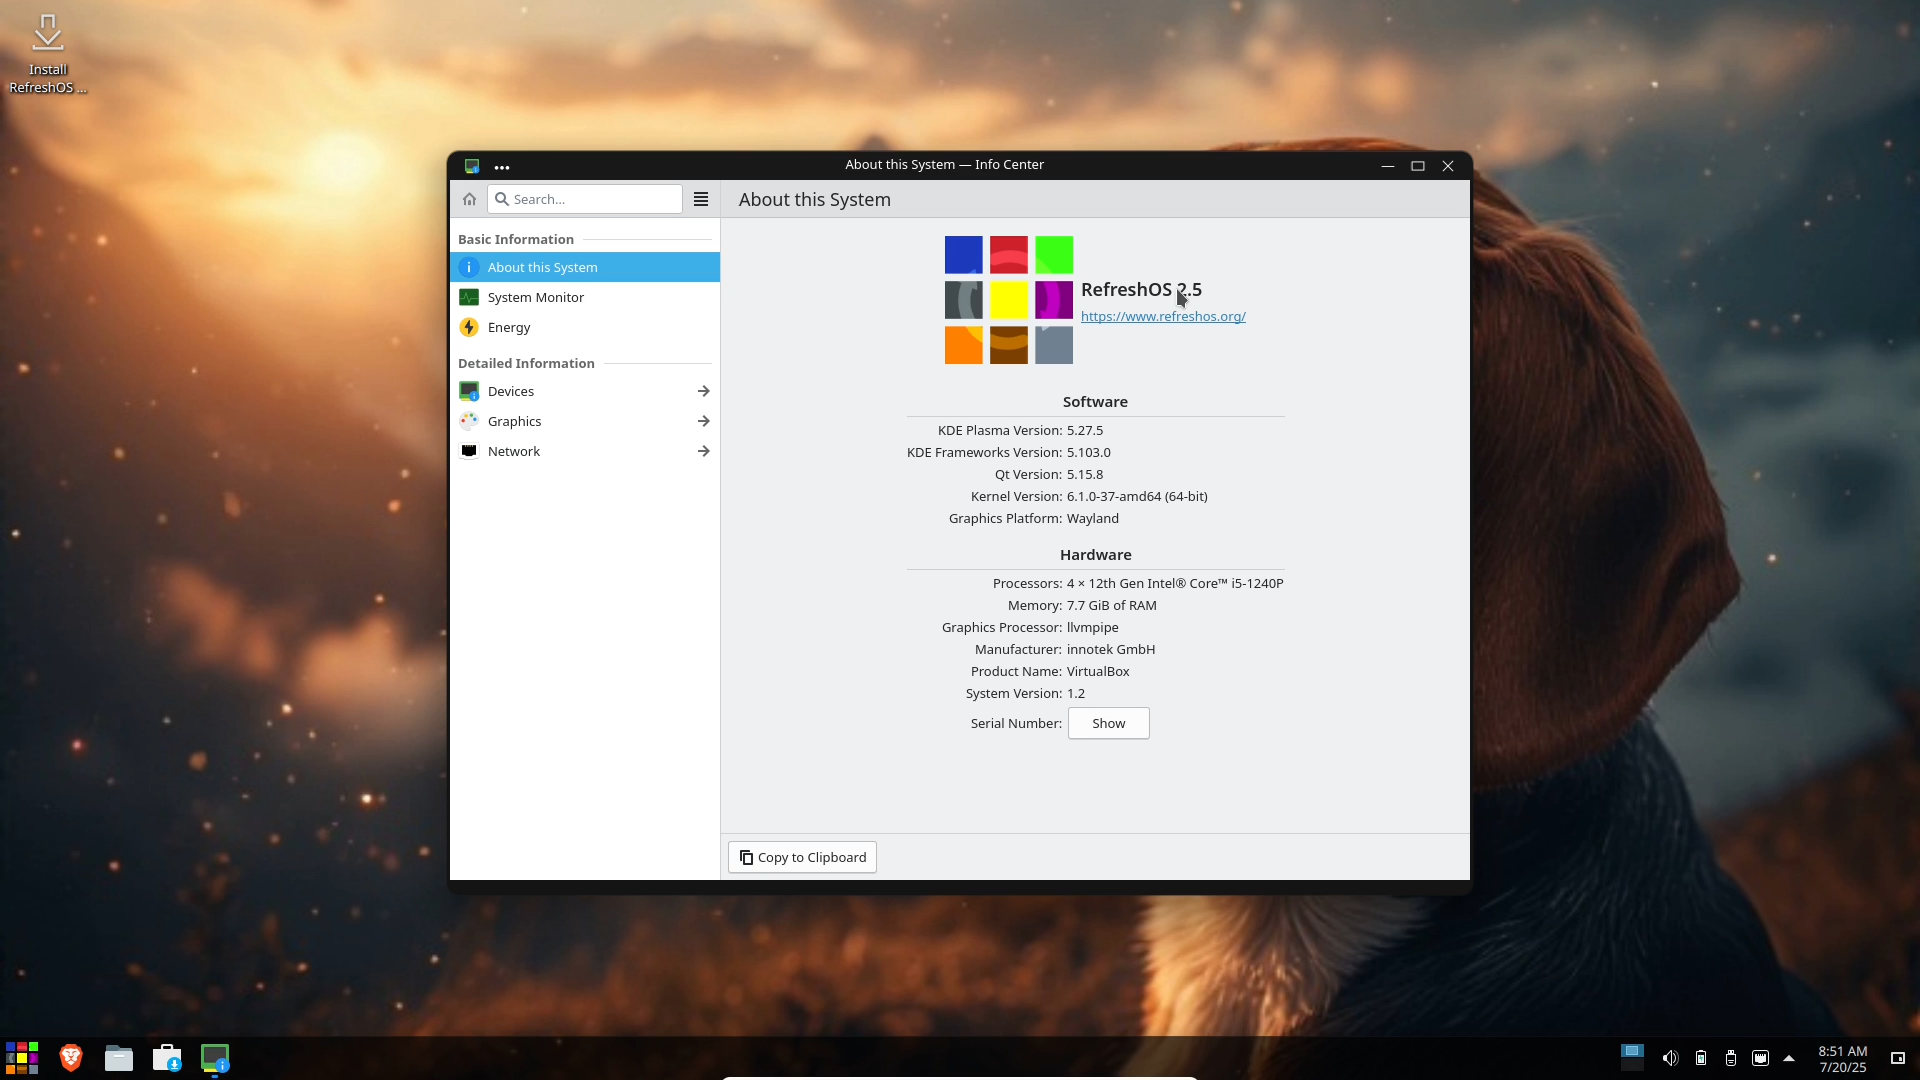 Install
RefreshOS ...
About this System — Info Center
Search...
About this System
Basic Information
About this System
System Monitor
Energy
Detailed Information
Devices
Graphics
Network
RefreshOS 2.5
https://www.refreshos.org/
Software
KDE Plasma Version: 5.27.5
KDE Frameworks Version: 5.103.0
Qt Version: 5.15.8
Kernel Version: 6.1.0-37-amd64 (64-bit)
Graphics Platform: Wayland
Hardware
Processors: 4 × 12th Gen Intel® Core™ i5-1240P
Memory: 7.7 GiB of RAM
Graphics Processor: llvmpipe
Manufacturer: innotek GmbH
Product Name: VirtualBox
System Version: 1.2
Serial Number: Show
Copy to Clipboard
8:51 AM
7/20/25